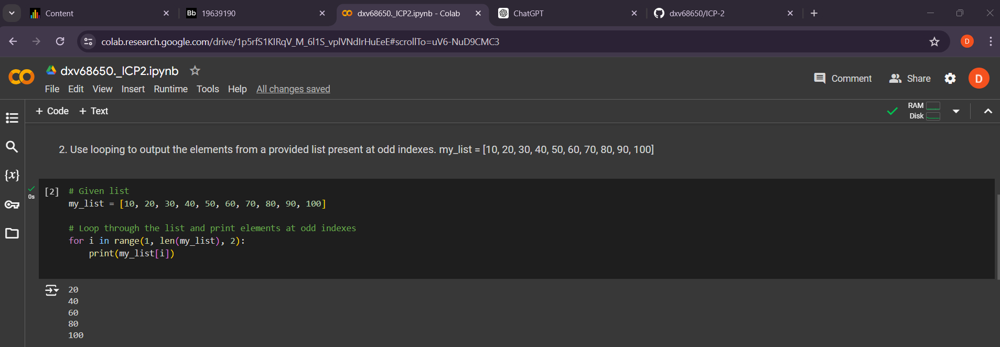 Content
Bb 19639190
dxv68650._ICP2.ipynb - Colab
ChatGPT
dxv68650/ICP-2
colab.research.google.com/drive/1p5rfS1KIRqV_M_6l1S_vplVNdIrHuEeE#scrollTo=uV6-NuD9CMC3
D
dxv68650._ICP2.ipynb
Comment
Share
D
File Edit View Insert Runtime Tools Help All changes saved
+ Code + Text
RAM
Disk
2. Use looping to output the elements from a provided list present at odd indexes. my_list = [10, 20, 30, 40, 50, 60, 70, 80, 90, 100]
{x}
0s
[2] # Given list
my_list = [10, 20, 30, 40, 50, 60, 70, 80, 90, 100]
# Loop through the list and print elements at odd indexes
for i in range(1, len(my_list), 2):
    print(my_list[i])
20
40
60
80
100